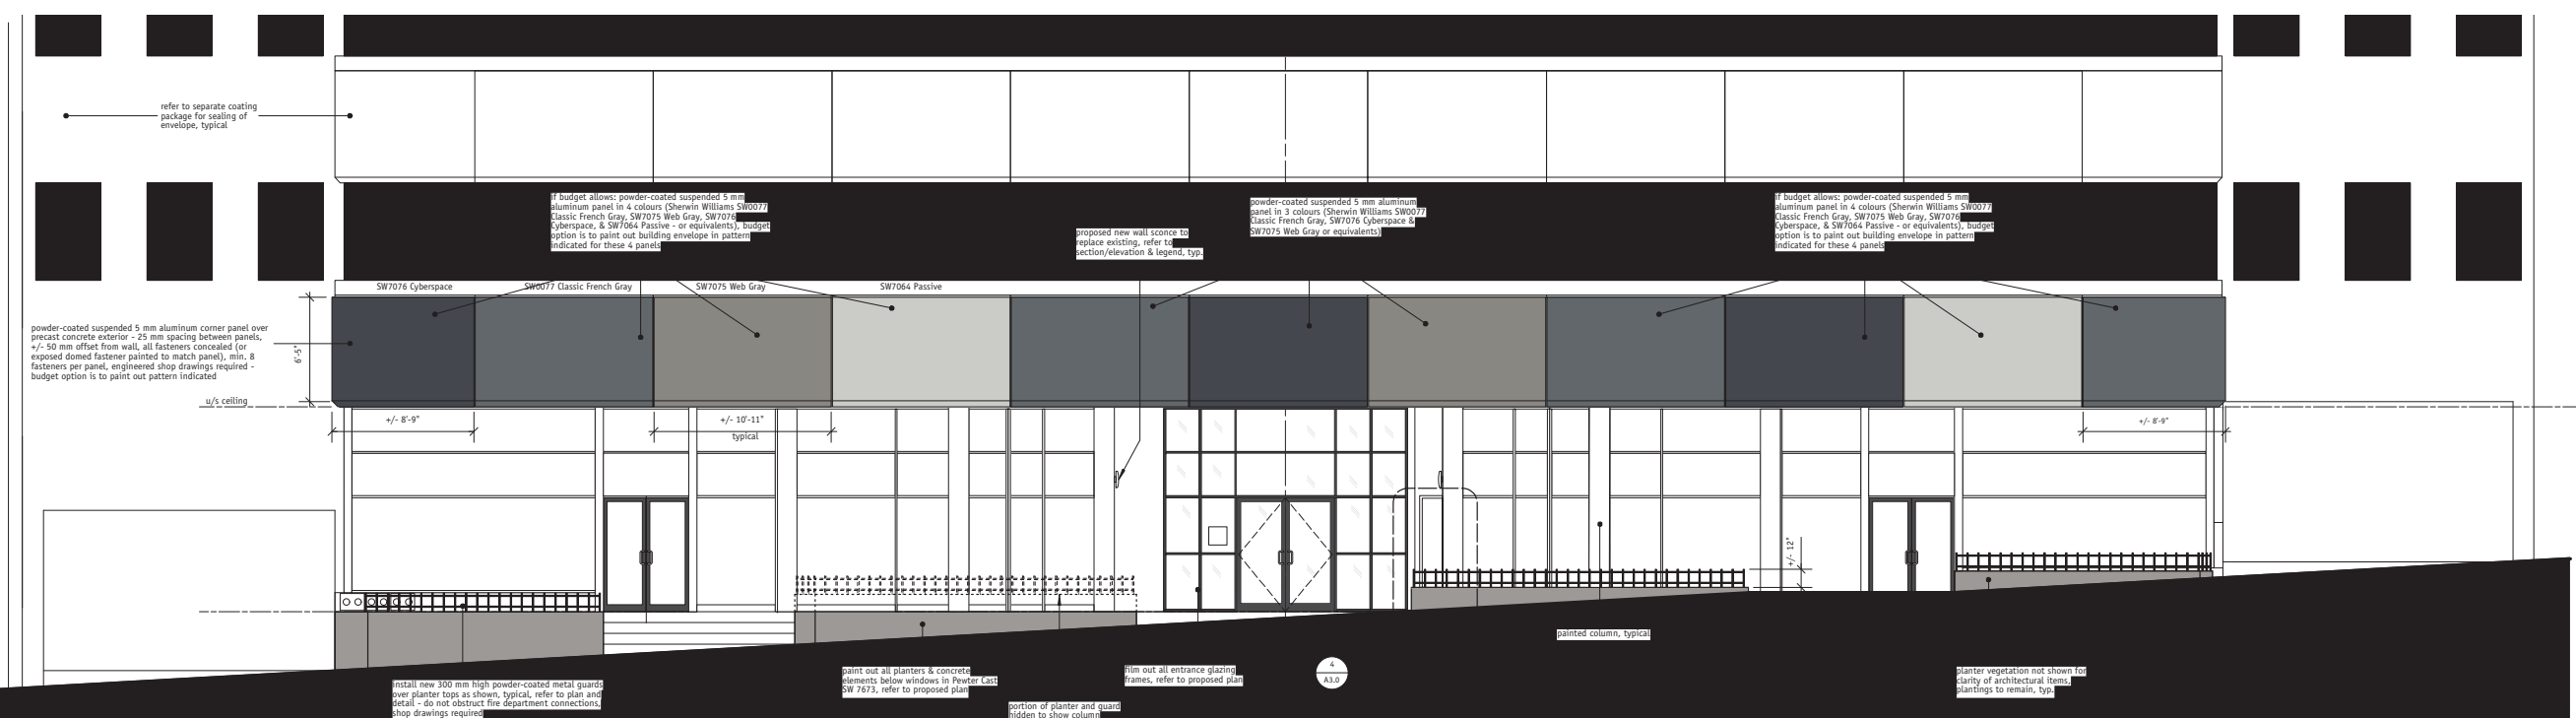 refer to separate coating
package for sealing of
envelope, typical
if budget allows: powder-coated suspended 5 mm
aluminum panel in 4 colours (Sherwin Williams SW0077
Classic French Gray, SW7075 Web Gray, SW7076
Cyberspace, & SW7064 Passive - or equivalents), budget
option is to paint out building envelope in pattern
indicated for these 4 panels
proposed new wall sconce to
replace existing, refer to
section/elevation & legend, typ.
powder-coated suspended 5 mm aluminum
panel in 3 colours (Sherwin Williams SW0077
Classic French Gray, SW7076 Cyberspace &
SW7075 Web Gray or equivalents)
if budget allows: powder-coated suspended 5 mm
aluminum panel in 4 colours (Sherwin Williams SW0077
Classic French Gray, SW7075 Web Gray, SW7076
Cyberspace, & SW7064 Passive - or equivalents), budget
option is to paint out building envelope in pattern
indicated for these 4 panels
SW7076 Cyberspace
SW0077 Classic French Gray
SW7075 Web Gray
SW7064 Passive
powder-coated suspended 5 mm aluminum corner panel over
precast concrete exterior - 25 mm spacing between panels,
+/- 50 mm offset from wall, all fasteners concealed (or
exposed domed fastener painted to match panel), min. 8
fasteners per panel, engineered shop drawings required -
budget option is to paint out pattern indicated
6'-5"
u/s ceiling
+/- 8'-9"
+/- 10'-11"
typical
+/- 8'-9"
+/- 12"
painted column, typical
install new 300 mm high powder-coated metal guards
over planter tops as shown, typical, refer to plan and
detail - do not obstruct fire department connections,
shop drawings required
paint out all planters & concrete
elements below windows in Pewter Cast
SW 7673, refer to proposed plan
portion of planter and guard
hidden to show column
film out all entrance glazing
frames, refer to proposed plan
4
A3.0
planter vegetation not shown for
clarity of architectural items,
plantings to remain, typ.